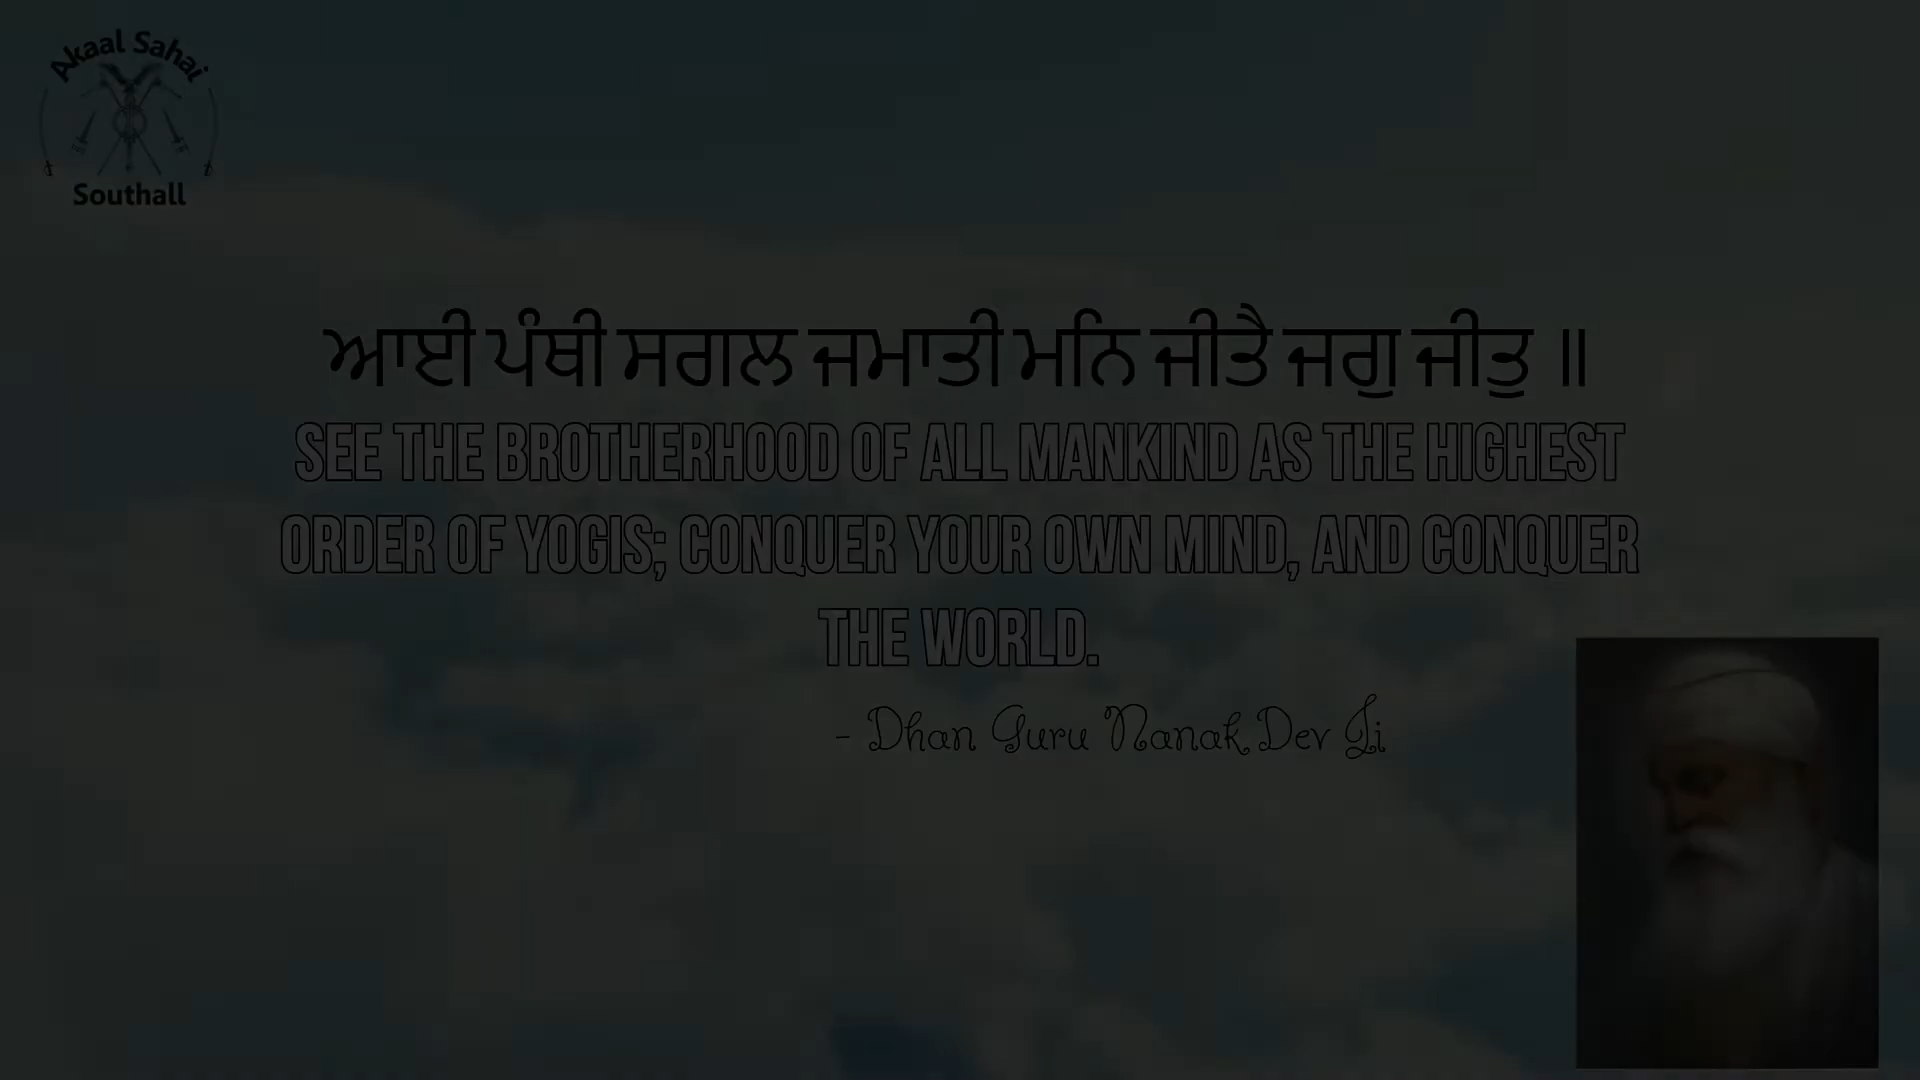 Akaal Sahai
Southall
ਆਈ ਪੰਥੀ ਸਗਲ ਜਮਾਤੀ ਮਨਿ ਜੀਤੈ ਜਗੁ ਜੀਤੁ ॥
SEE THE BROTHERHOOD OF ALL MANKIND AS THE HIGHEST
ORDER OF YOGIS; CONQUER YOUR OWN MIND, AND CONQUER
THE WORLD.
- Dhan Guru Nanak Dev Ji